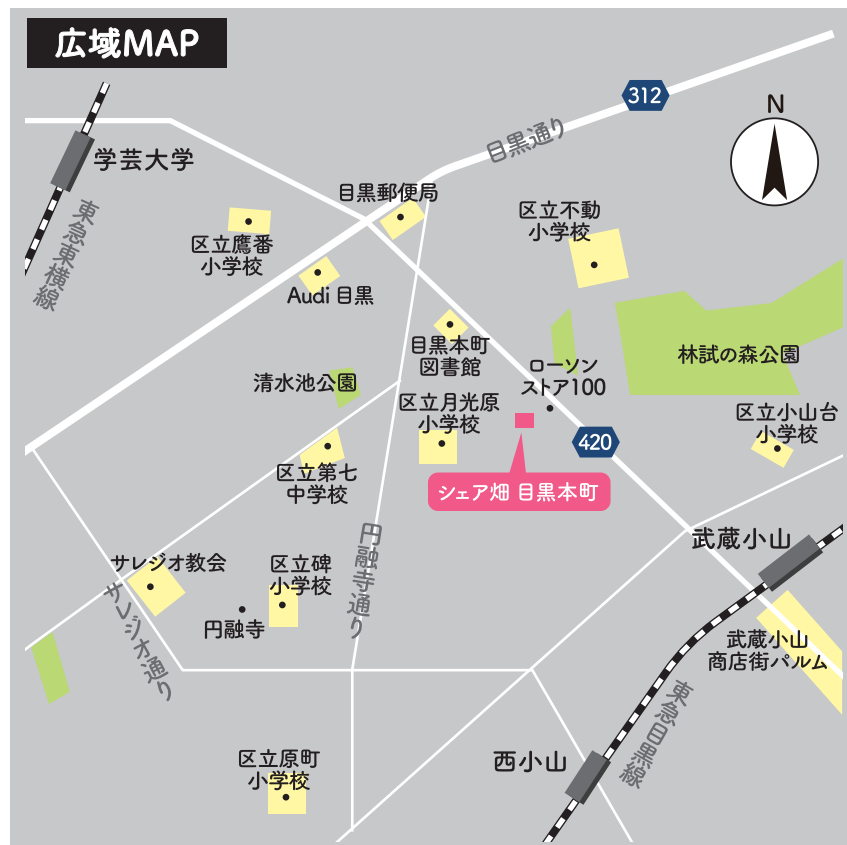 広域MAP
312
N
目黒通り
学芸大学
目黒郵便局
東急東横線
区立鷹番
小学校
区立不動
小学校
Audi 目黒
目黒本町
図書館
林試の森公園
清水池公園
ローソン
ストア100
区立月光原
小学校
区立小山台
小学校
420
区立第七
中学校
シェア畑 目黒本町
円融寺通り
武蔵小山
サレジオ教会
区立碑
小学校
サレジオ通り
円融寺
武蔵小山
商店街パルム
東急目黒線
西小山
区立原町
小学校